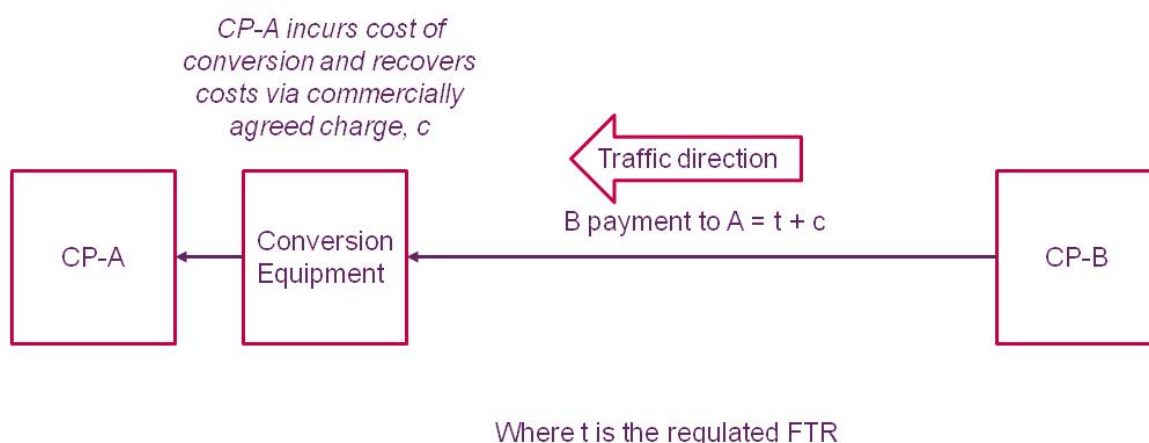 CP-A incurs cost of
conversion and recovers
costs via commercially
agreed charge, c
Traffic direction
B payment to A = t + c
CP-A
Conversion
Equipment
CP-B
Where t is the regulated FTR